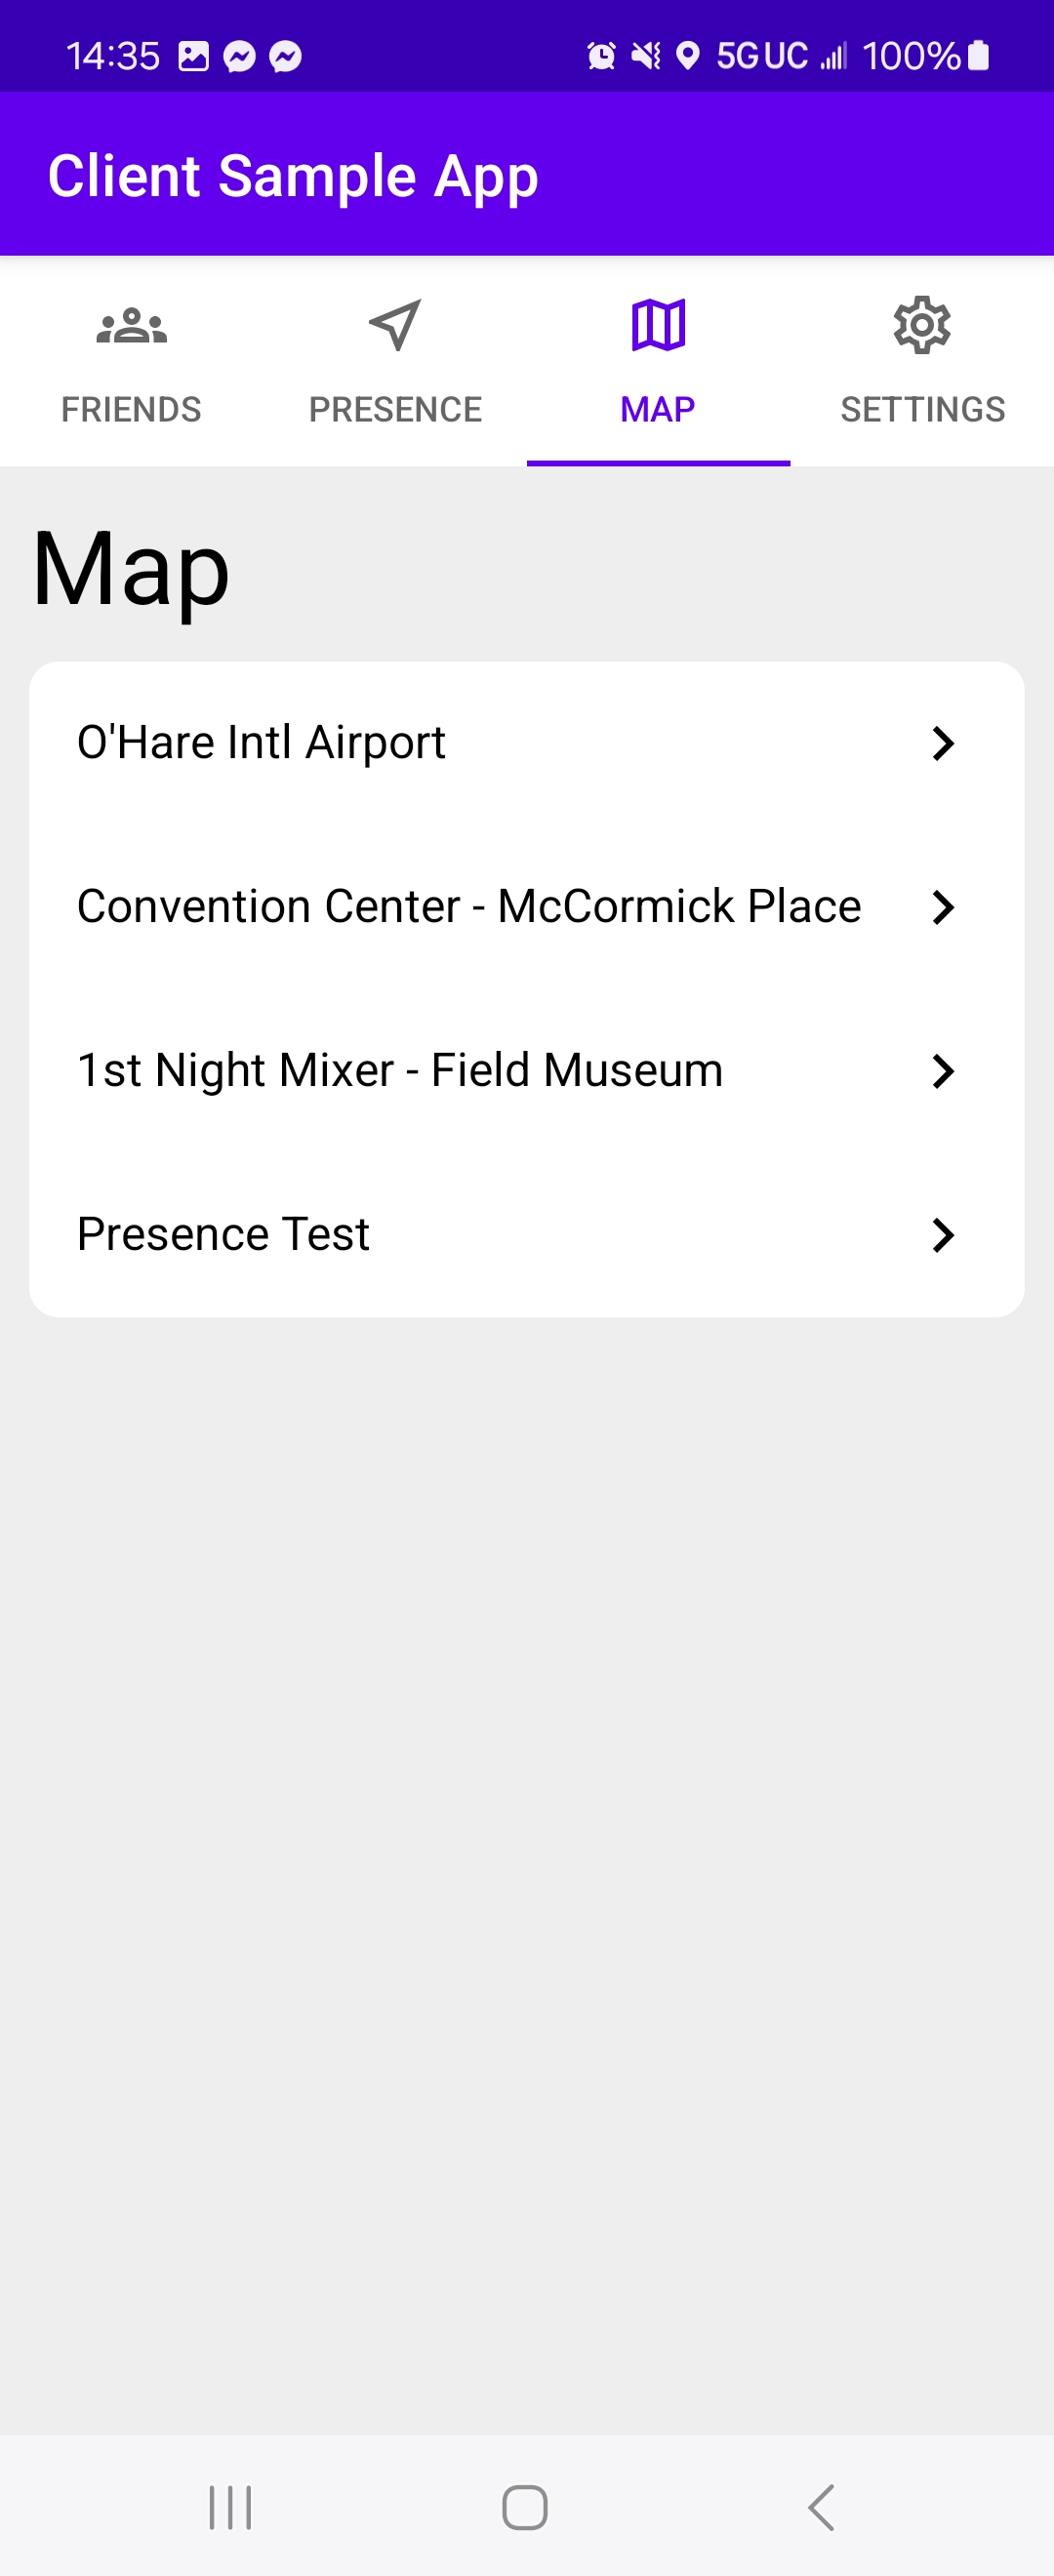 14:35 5G UC 100%
Client Sample App
FRIENDS PRESENCE MAP SETTINGS
Map
O'Hare Intl Airport
Convention Center - McCormick Place
1st Night Mixer - Field Museum
Presence Test